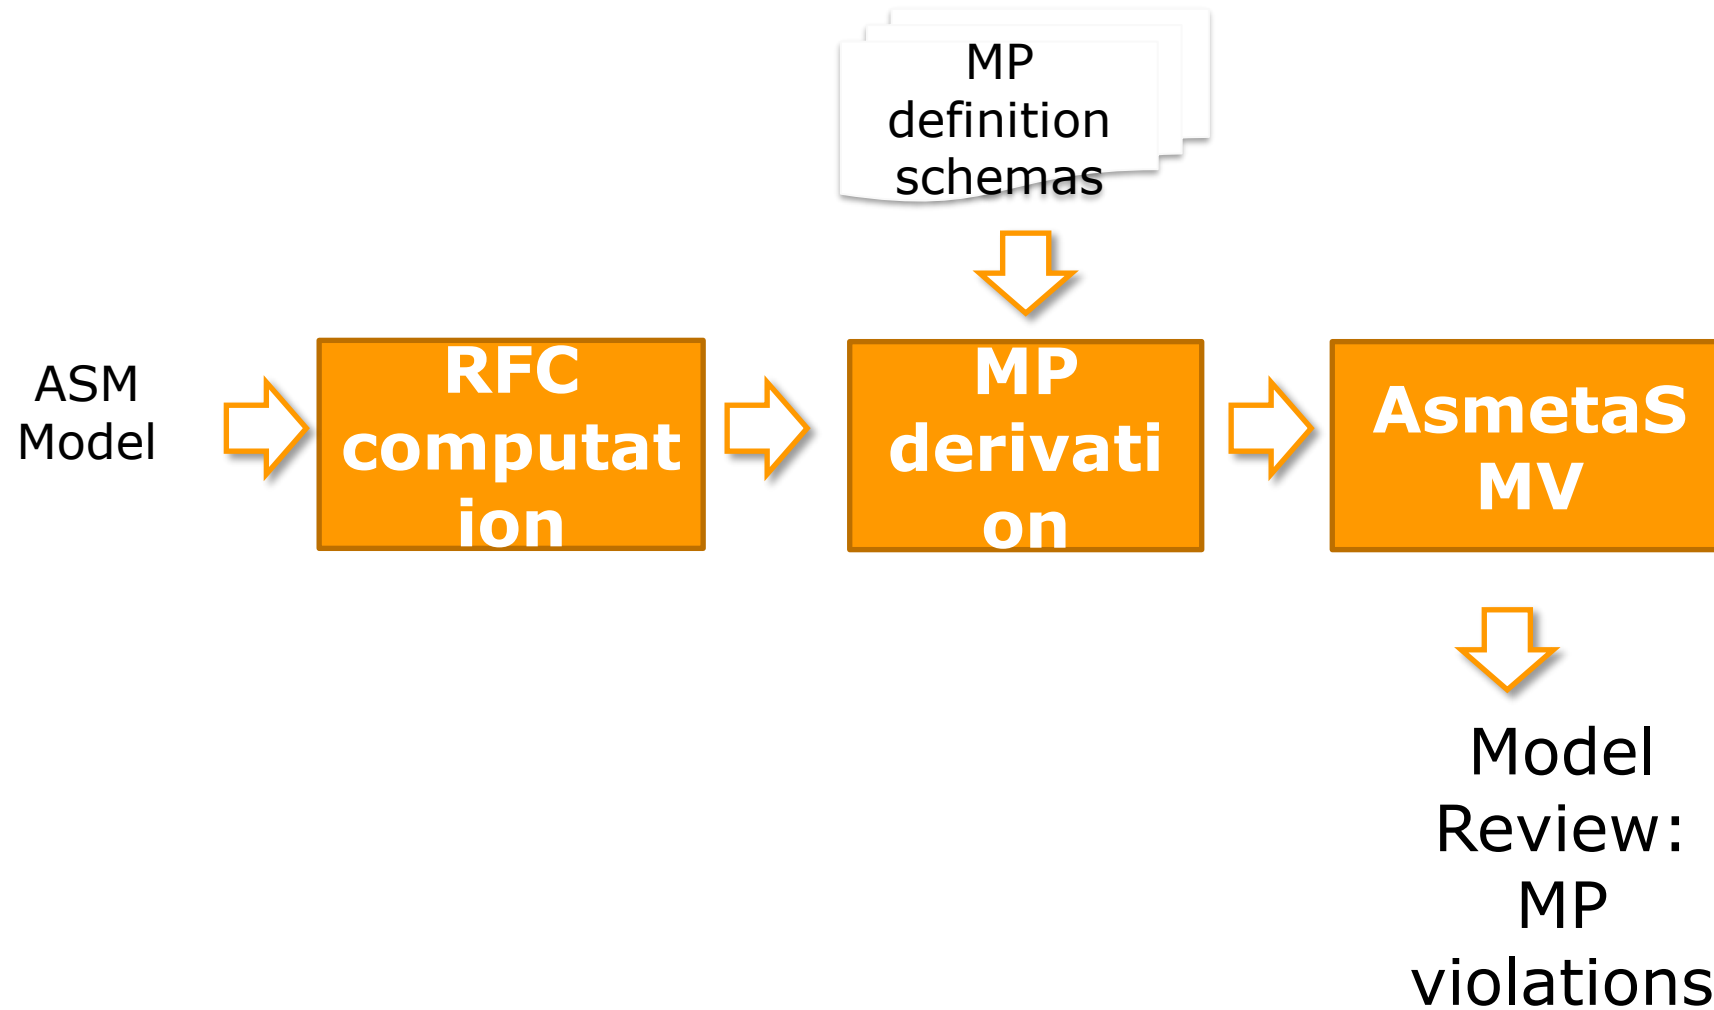 MP
definition
schemas
ASM
Model
RFC
computat
ion
MP
derivati
on
AsmetaS
MV
Model
Review:
MP
violations